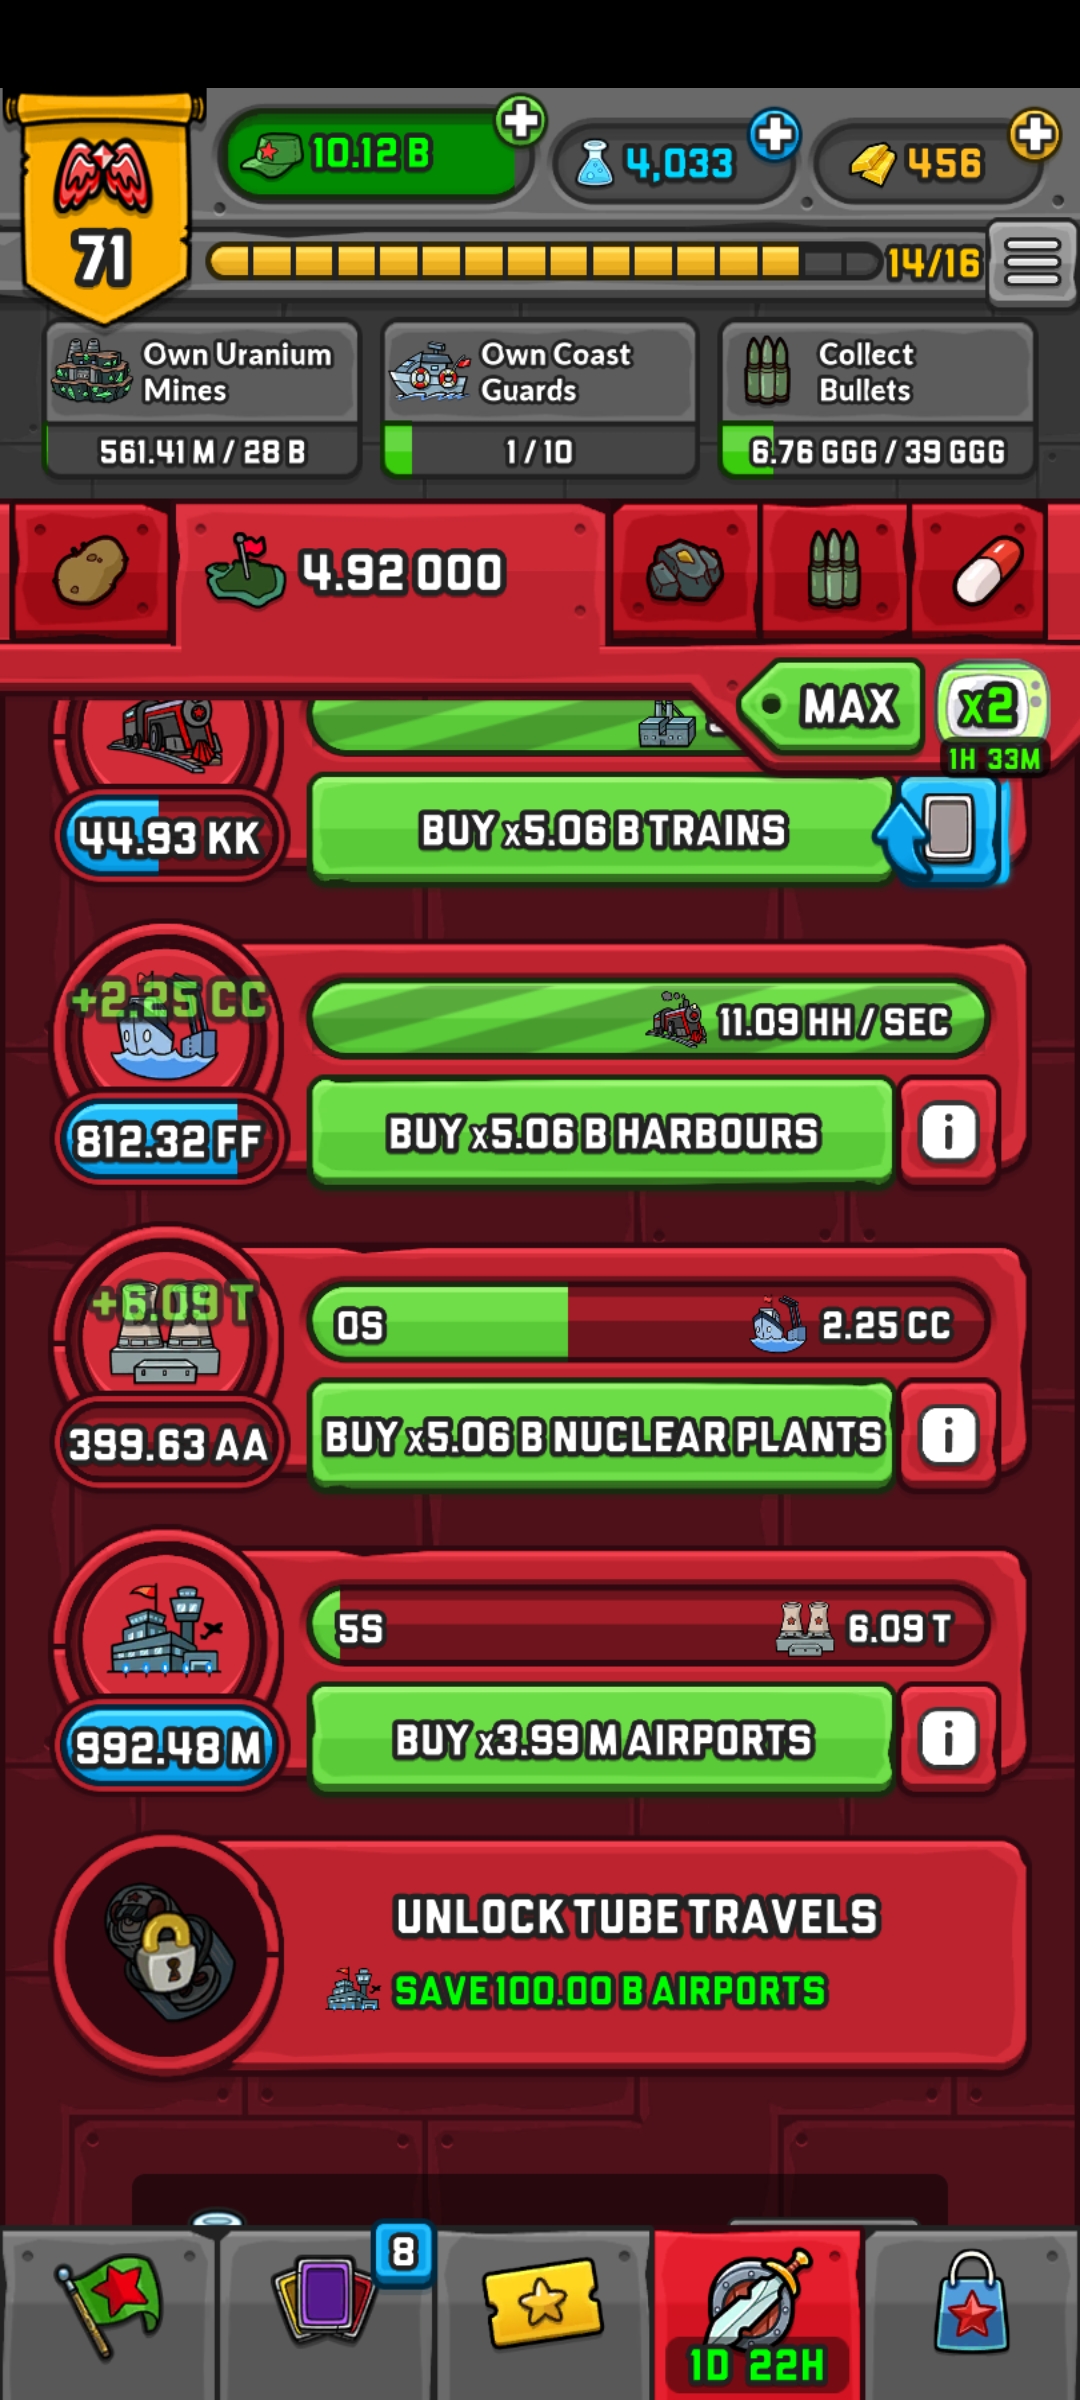 10.12 B
4,033
456
71
14/16
Own Uranium
Mines
561.41 M / 28 B
Own Coast
Guards
1 / 10
Collect
Bullets
6.76 GGG / 39 GGG
4.92 000
MAX
x2
1H 33M
44.93 KK
BUY x5.06 B TRAINS
+2.25 CC
11.09 HH / SEC
812.32 FF
BUY x5.06 B HARBOURS
i
+6.09 T
0S
2.25 CC
399.63 AA
BUY x5.06 B NUCLEAR PLANTS
i
5S
6.09 T
992.48 M
BUY x3.99 M AIRPORTS
i
UNLOCK TUBE TRAVELS
SAVE 100.00 B AIRPORTS
8
1D 22H